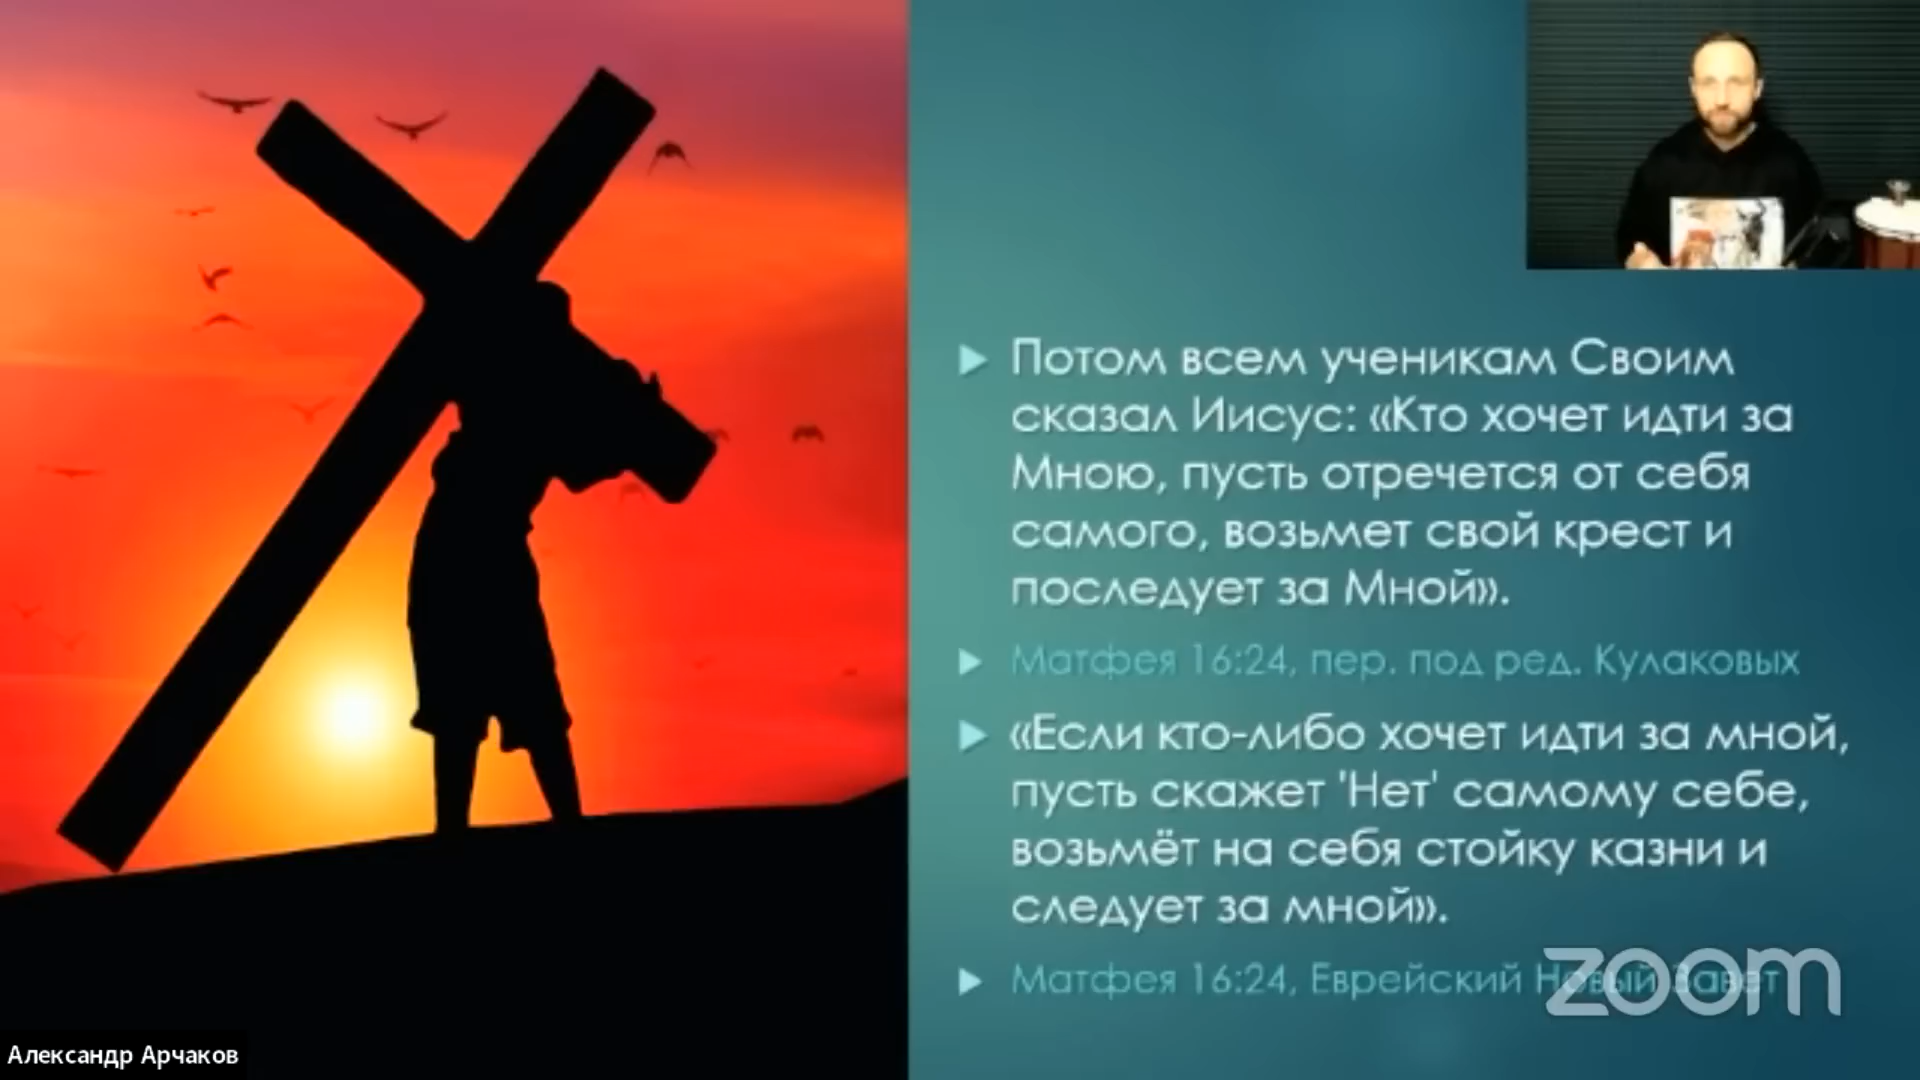 Потом всем ученикам Своим
сказал Иисус: «Кто хочет идти за
Мною, пусть отречется от себя
самого, возьмет свой крест и
последует за Мной».
Матфея 16:24, пер. под ред. Кулаковых
«Если кто-либо хочет идти за мной,
пусть скажет 'Нет' самому себе,
возьмёт на себя стойку казни и
следует за мной».
Матфея 16:24, Еврейский Новый Завет
zoom
Александр Арчаков